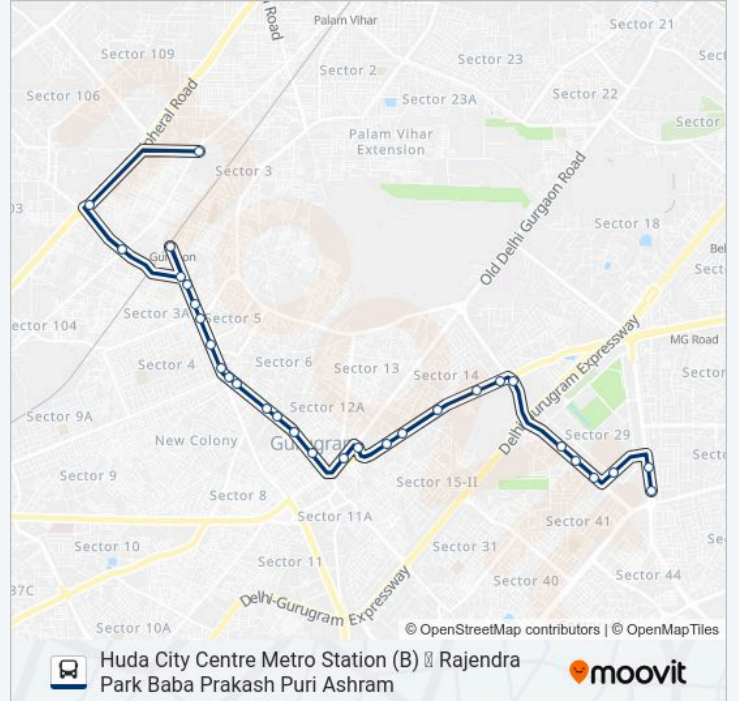 Palam Vihar
Road
Sector 21
Sector 109
Sector 23
Sector 2
Sector 106
Sector 23A
Sector 22
pheral Road
Sector
Palam Vihar
Extension
Sector 3
Old Delhi Gurgaon Road
03
Sector 18
Gurgaon
ector 104
Sector 3A
Sector 5
MG Road
Sector 4
Sector 6
Sector 13
Sector 14
Delhi-Gurugram Expressway
Sector 9A
Sector 12A
New Colony
Gurugram
Sector 29
Sector 9
Sector 8
Sector 15-II
Sector 11A
Sector 41
Sector 10
Sector 31
Sector 11
Sector 40
Sector 44
37C
Delhi-Gurugram Expressway
Sector 10A
© OpenStreetMap contributors | © OpenMapTiles
Huda City Centre Metro Station (B) Rajendra
Park Baba Prakash Puri Ashram
moovit